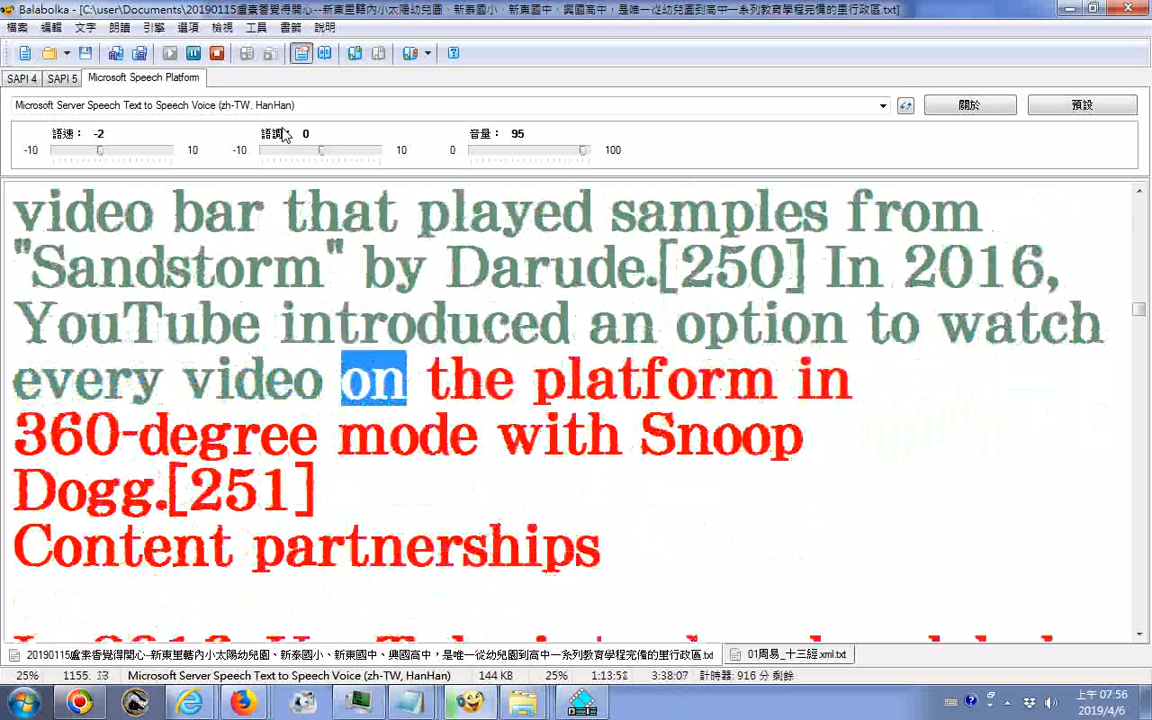 Balabolka - [C:\user\Documents\20190115盧素香覺得開心--新東里轄內小太陽幼兒園、新泰國小、新東國中、興國高中，是唯一從幼兒園到高中一系列教育學程完備的里行政區.txt]
檔案 編輯 文字 朗讀 引擎 選項 檢視 工具 書籤 說明
SAPI 4 SAPI 5 Microsoft Speech Platform
Microsoft Server Speech Text to Speech Voice (zh-TW, HanHan) 關於 預設
語速： -2 語調： 0 音量： 95
-10 10 -10 10 0 100
video bar that played samples from
"Sandstorm" by Darude.[250] In 2016,
YouTube introduced an option to watch
every video on the platform in
360-degree mode with Snoop
Dogg.[251]
Content partnerships
20190115盧素香覺得開心--新東里轄內小太陽幼兒園、新泰國小、新東國中、興國高中，是唯一從幼兒園到高中一系列教育學程完備的里行政區.txt 01周易_十三經.xml.txt
25% Microsoft Server Speech Text to Speech Voice (zh-TW, HanHan) 144 KB 25% 3:38:07 計時器: 916 分 剩餘
上午 07:56
2019/4/6